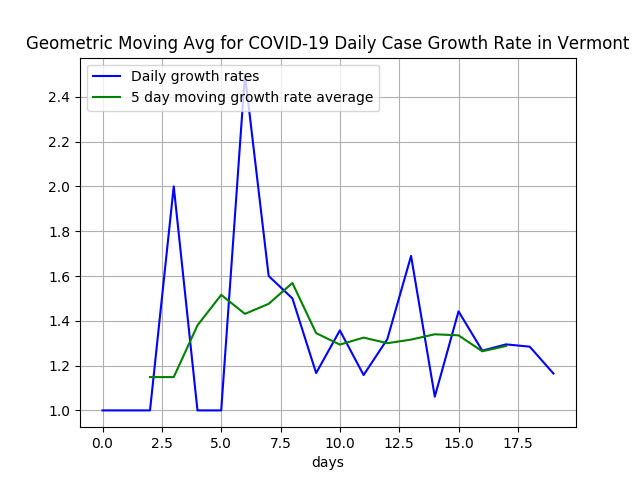 Geometric Moving Avg for COVID-19 Daily Case Growth Rate in Vermont
Daily growth rates
5 day moving growth rate average
2.4
2.2
2.0
1.8
1.6
1.4
1.2
1.0
0.0 2.5 5.0 7.5 10.0 12.5 15.0 17.5
days